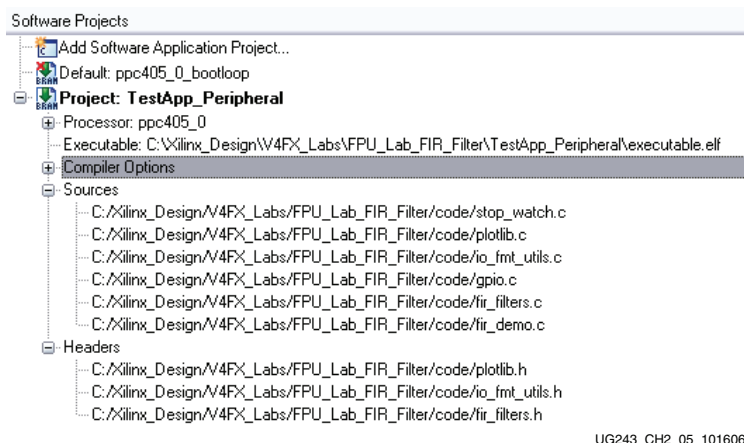 Software Projects
Add Software Application Project...
Default: ppc405_0_bootloop
Project: TestApp_Peripheral
Processor: ppc405_0
Executable: C:\Xilinx_Design\V4FX_Labs\FPU_Lab_FIR_Filter\TestApp_Peripheral\executable.elf
Compiler Options
Sources
C:/Xilinx_Design/V4FX_Labs/FPU_Lab_FIR_Filter/code/stop_watch.c
C:/Xilinx_Design/V4FX_Labs/FPU_Lab_FIR_Filter/code/plotlib.c
C:/Xilinx_Design/V4FX_Labs/FPU_Lab_FIR_Filter/code/io_fmt_utils.c
C:/Xilinx_Design/V4FX_Labs/FPU_Lab_FIR_Filter/code/gpio.c
C:/Xilinx_Design/V4FX_Labs/FPU_Lab_FIR_Filter/code/fir_filters.c
C:/Xilinx_Design/V4FX_Labs/FPU_Lab_FIR_Filter/code/fir_demo.c
Headers
C:/Xilinx_Design/V4FX_Labs/FPU_Lab_FIR_Filter/code/plotlib.h
C:/Xilinx_Design/V4FX_Labs/FPU_Lab_FIR_Filter/code/io_fmt_utils.h
C:/Xilinx_Design/V4FX_Labs/FPU_Lab_FIR_Filter/code/fir_filters.h
UG243_CH2_05_101606